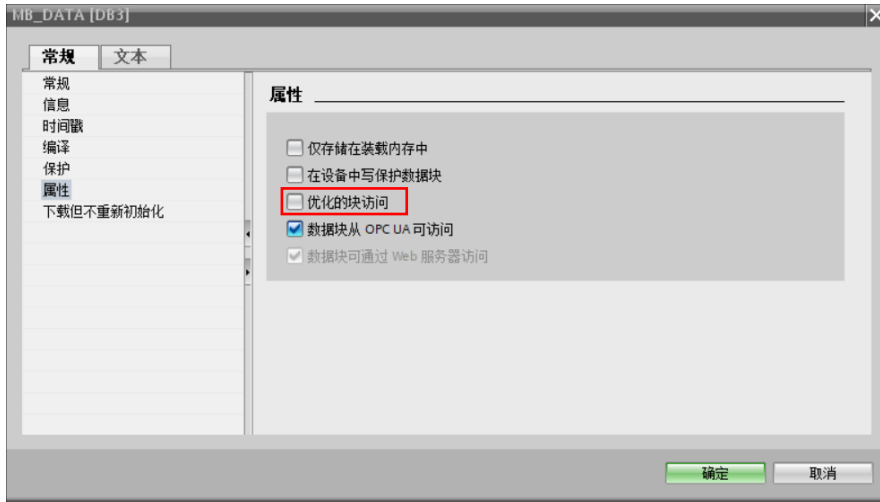 MB_DATA [DB3]
常规
文本
常规
信息
时间戳
编译
保护
属性
下载但不重新初始化
属性
仅存储在装载内存中
在设备中写保护数据块
优化的块访问
数据块从 OPC UA 可访问
数据块可通过 Web 服务器访问
确定
取消